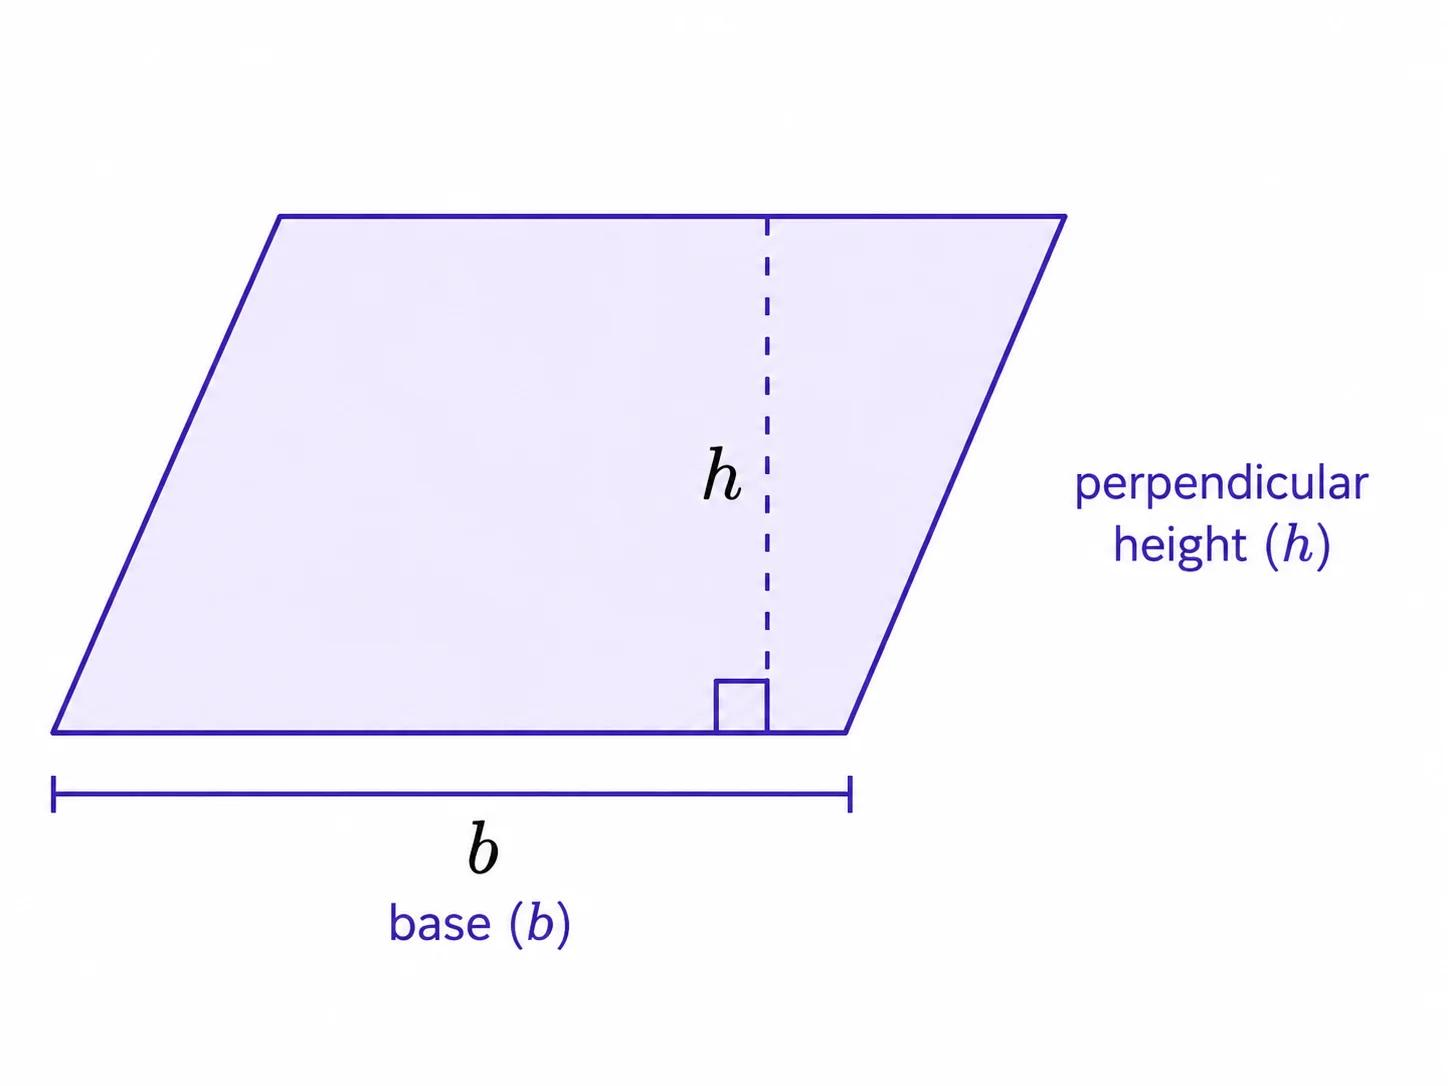 h
perpendicular
height (h)
b
base (b)